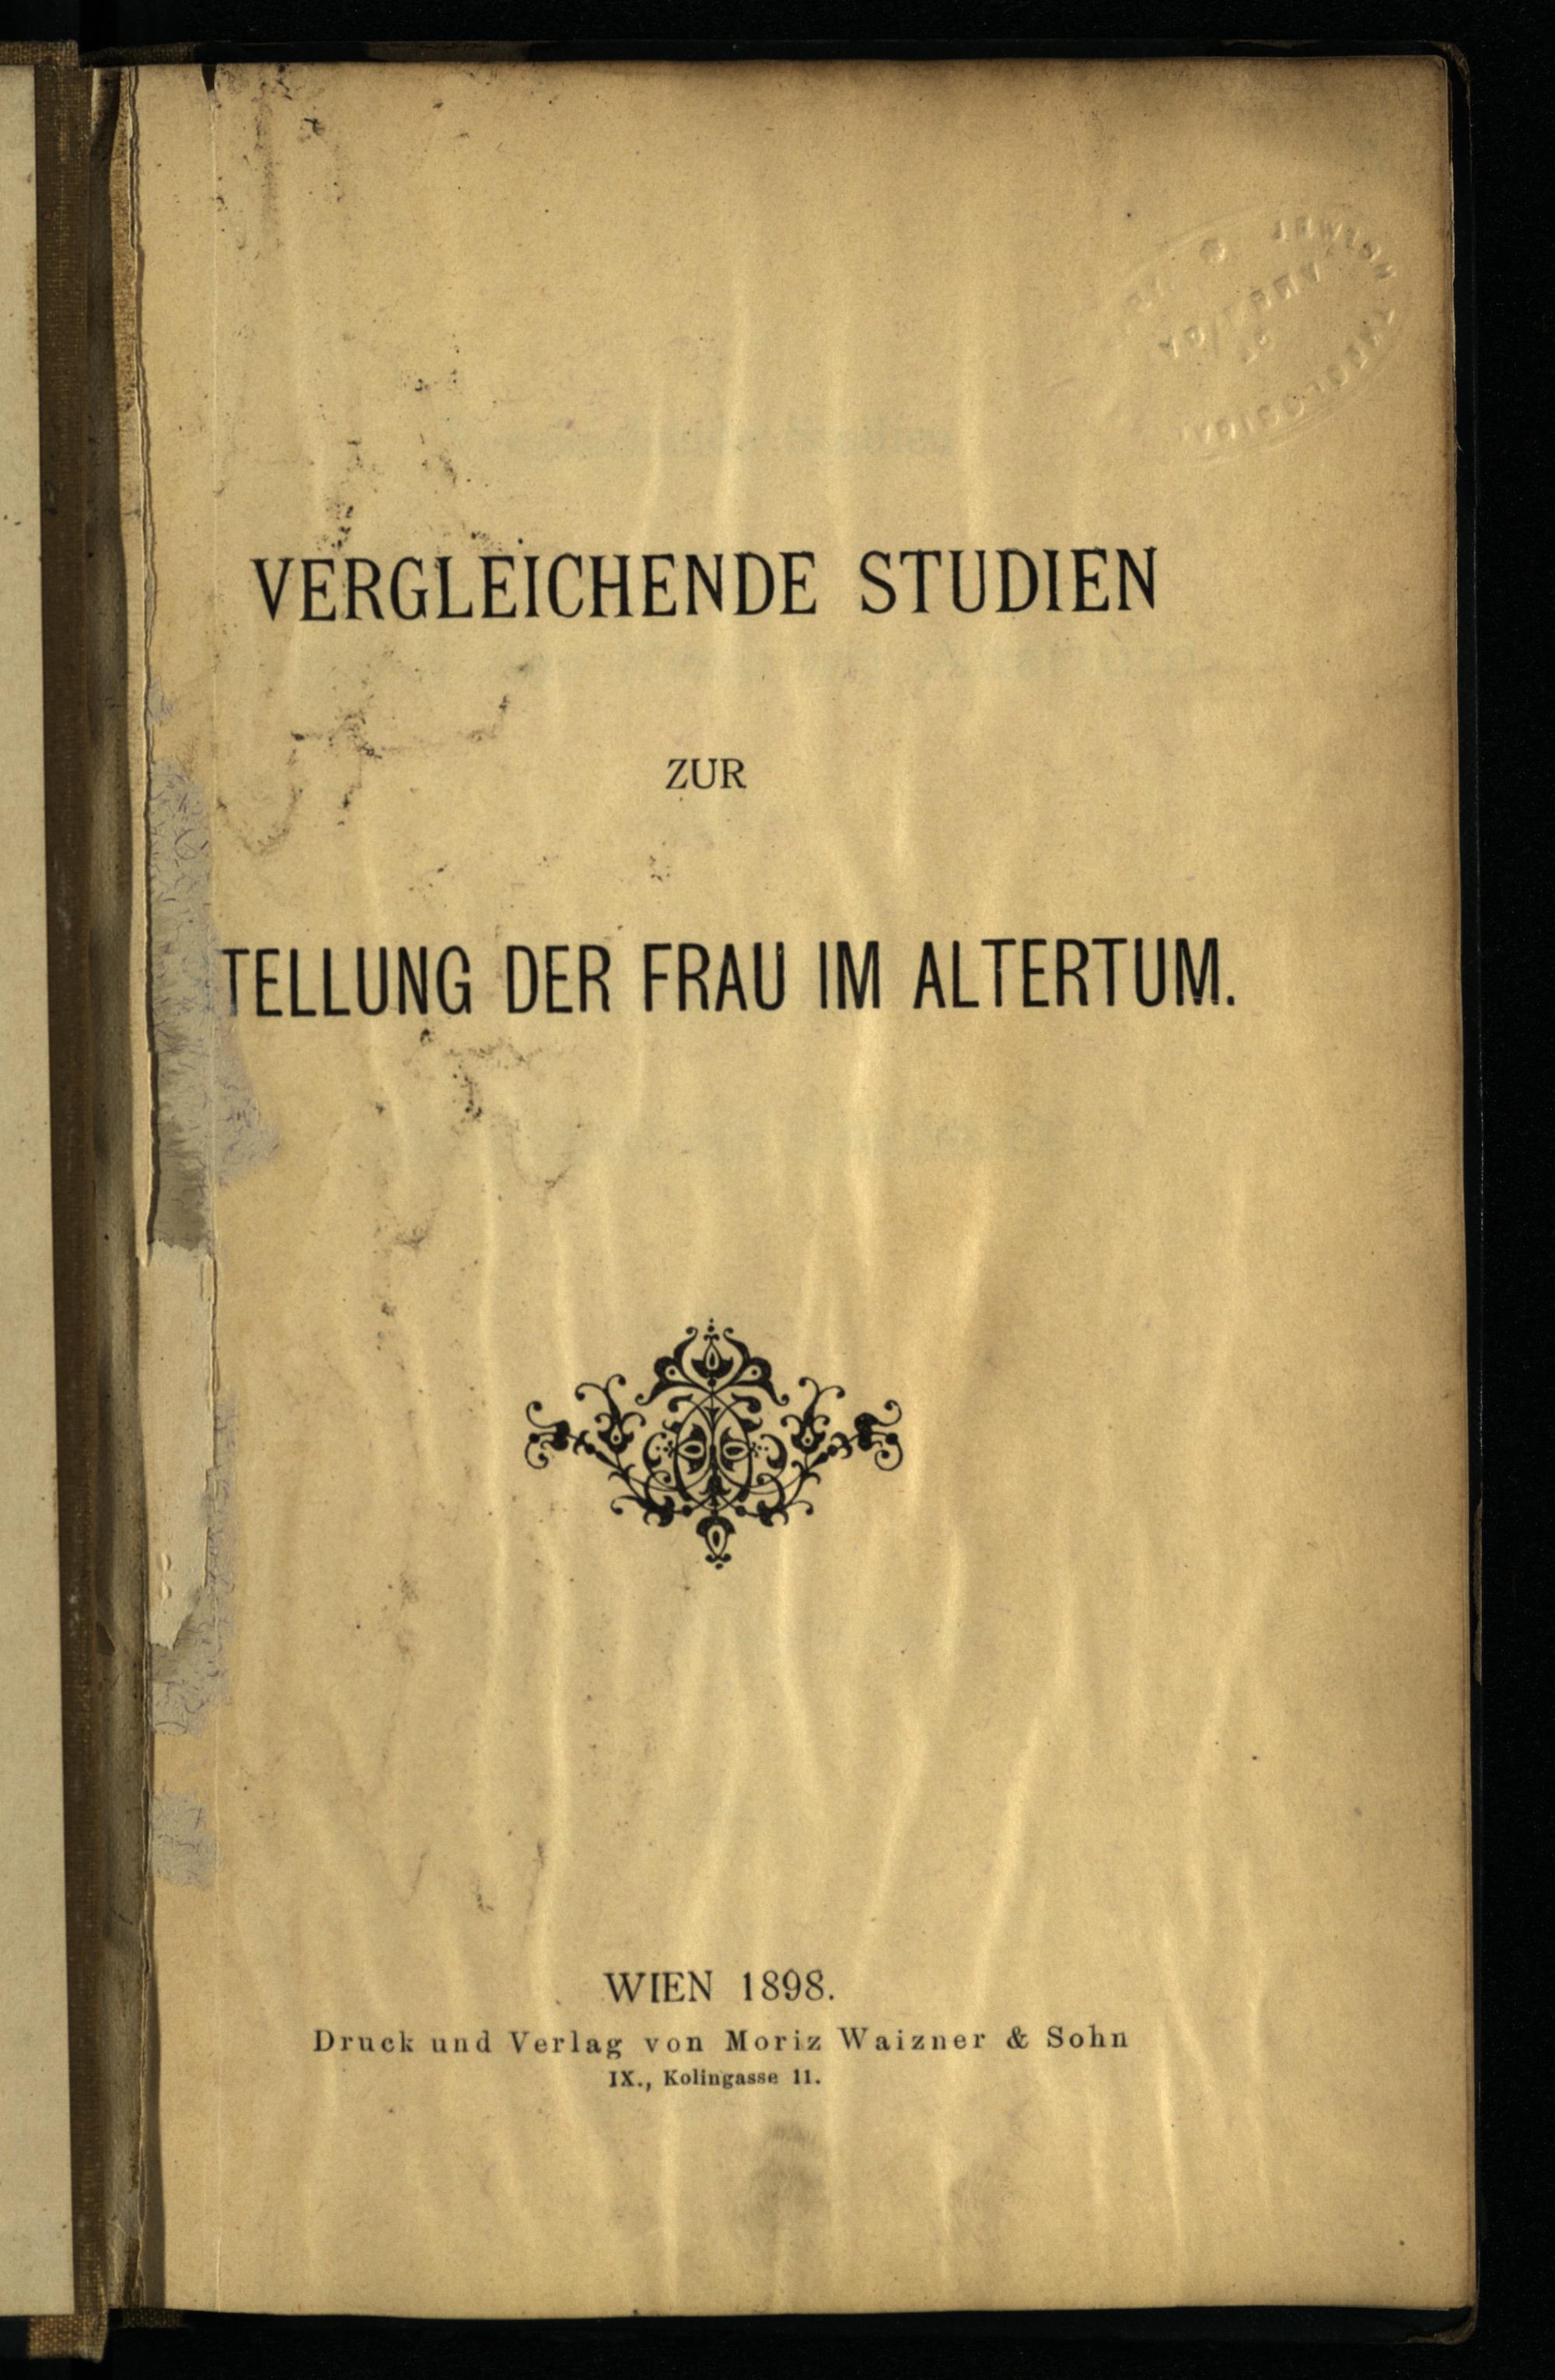 VERGLEICHENDE STUDIEN
ZUR
TELLUNG DER FRAU IM ALTERTUM.
WIEN 1898.
Druck und Verlag von Moriz Waizner & Sohn
IX., Kolingasse 11.